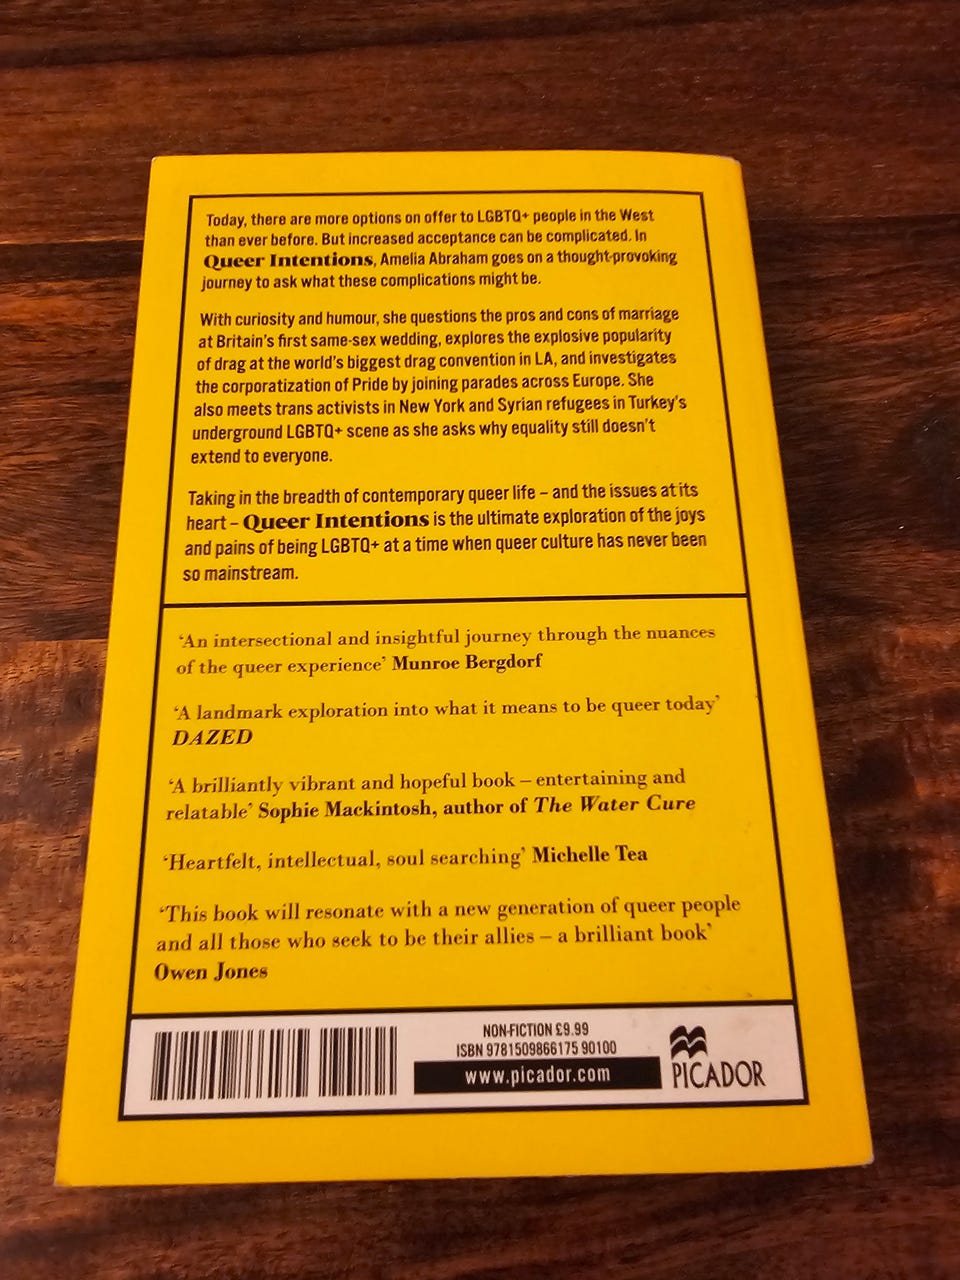 Today, there are more options on offer to LGBTQ+ people in the West
than ever before. But increased acceptance can be complicated. In
Queer Intentions, Amelia Abraham goes on a thought-provoking
journey to ask what these complications might be.
With curiosity and humour, she questions the pros and cons of marriage
at Britain's first same-sex wedding, explores the explosive popularity
of drag at the world's biggest drag convention in LA, and investigates
the corporatization of Pride by joining parades across Europe. She
also meets trans activists in New York and Syrian refugees in Turkey's
underground LGBTQ+ scene as she asks why equality still doesn't
extend to everyone.
Taking in the breadth of contemporary queer life – and the issues at its
heart – Queer Intentions is the ultimate exploration of the joys
and pains of being LGBTQ+ at a time when queer culture has never been
so mainstream.
‘An intersectional and insightful journey through the nuances
of the queer experience’ Munroe Bergdorf
‘A landmark exploration into what it means to be queer today’
DAZED
‘A brilliantly vibrant and hopeful book – entertaining and
relatable’ Sophie Mackintosh, author of The Water Cure
‘Heartfelt, intellectual, soul searching’ Michelle Tea
‘This book will resonate with a new generation of queer people
and all those who seek to be their allies – a brilliant book’
Owen Jones
NON-FICTION £9.99
ISBN 9781509866175 90100
www.picador.com
PICADOR